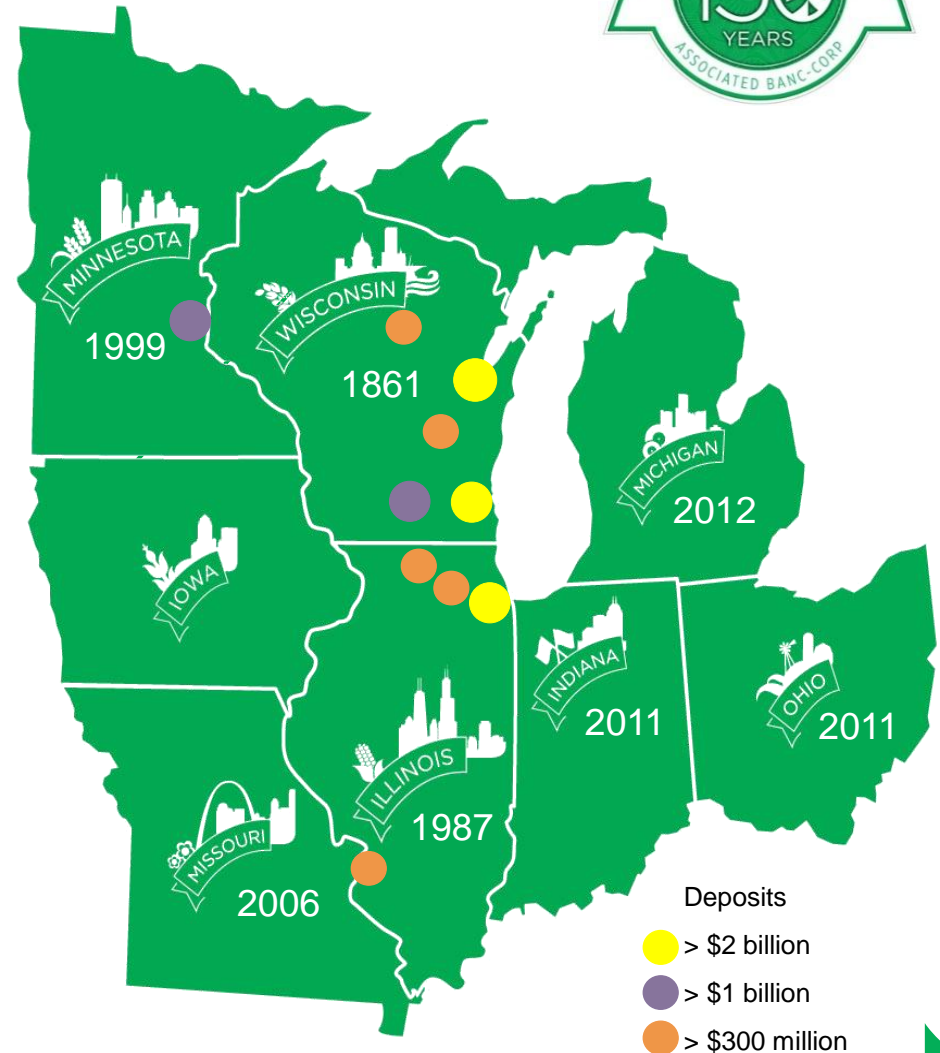 150
YEARS
ASSOCIATED BANC-CORP
MINNESOTA
1999
WISCONSIN
1861
MICHIGAN
2012
IOWA
INDIANA
2011
OHIO
2011
ILLINOIS
1987
MISSOURI
2006
Deposits
> $2 billion
> $1 billion
> $300 million